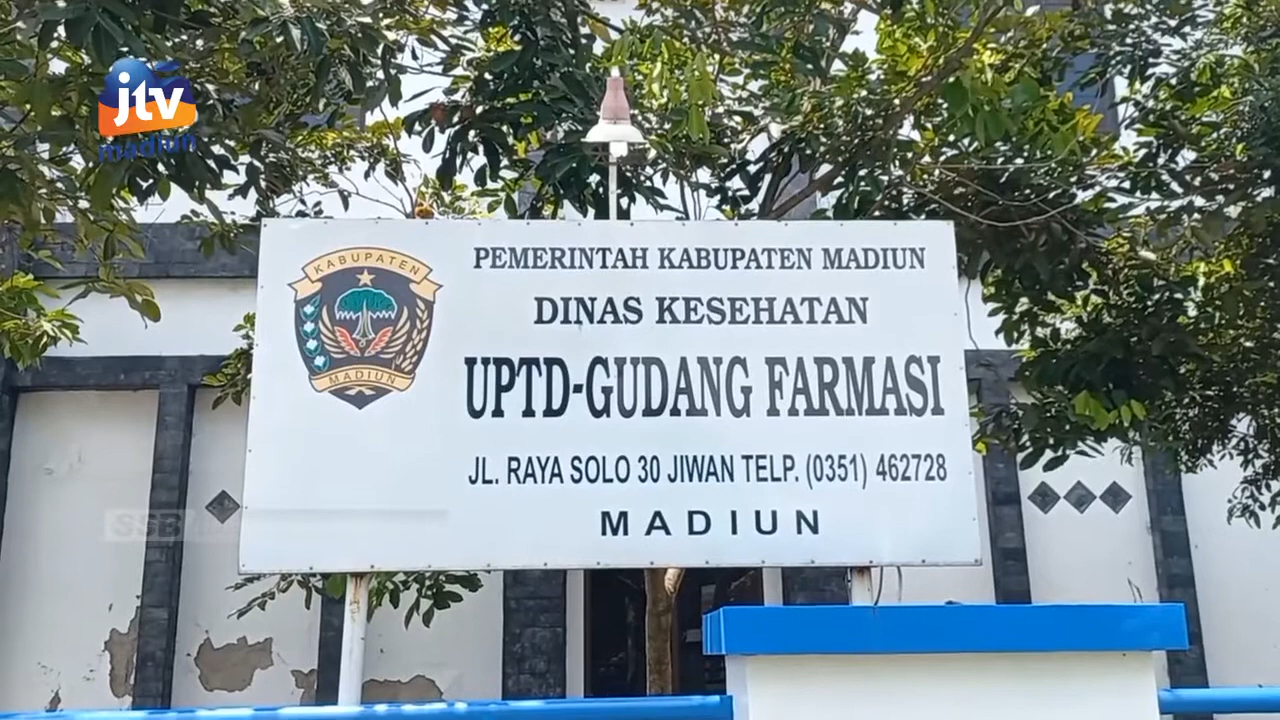 jtv
madiun
KABUPATEN
MADIUN
PEMERINTAH KABUPATEN MADIUN
DINAS KESEHATAN
UPTD-GUDANG FARMASI
JL. RAYA SOLO 30 JIWAN TELP. (0351) 462728
MADIUN